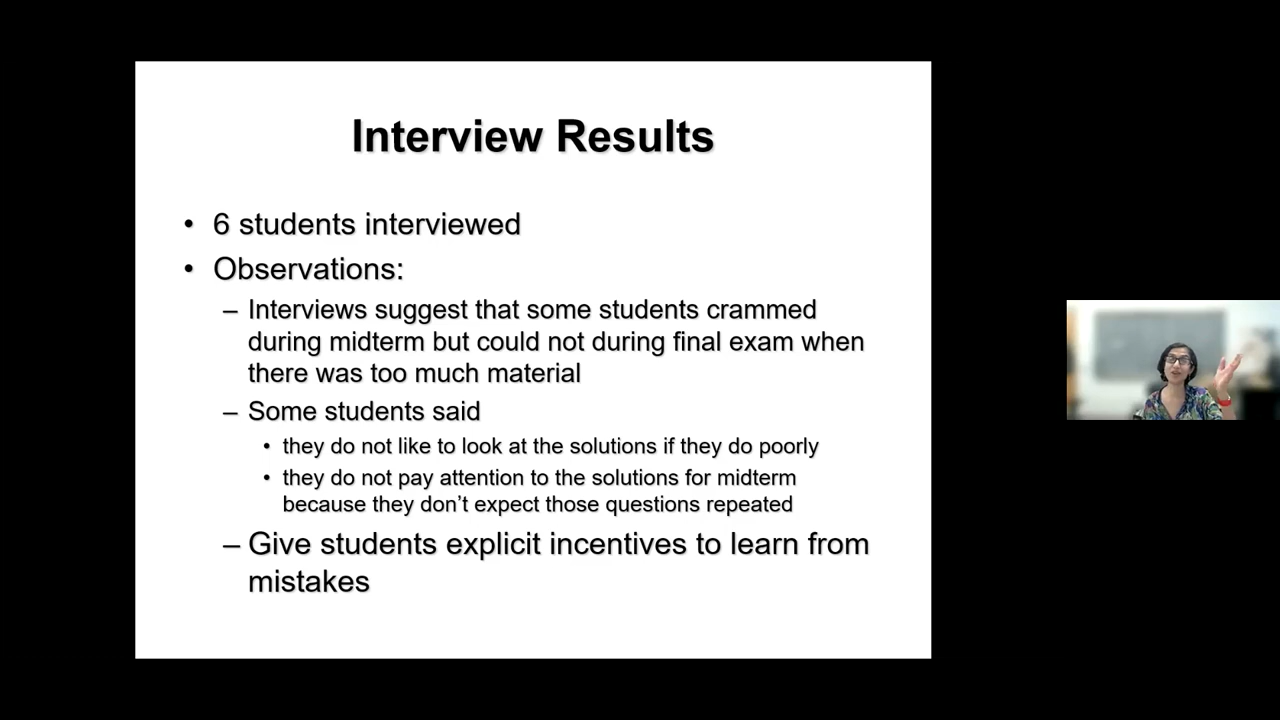 Interview Results
• 6 students interviewed
• Observations:
– Interviews suggest that some students crammed
during midterm but could not during final exam when
there was too much material
– Some students said
• they do not like to look at the solutions if they do poorly
• they do not pay attention to the solutions for midterm
because they don’t expect those questions repeated
– Give students explicit incentives to learn from
mistakes